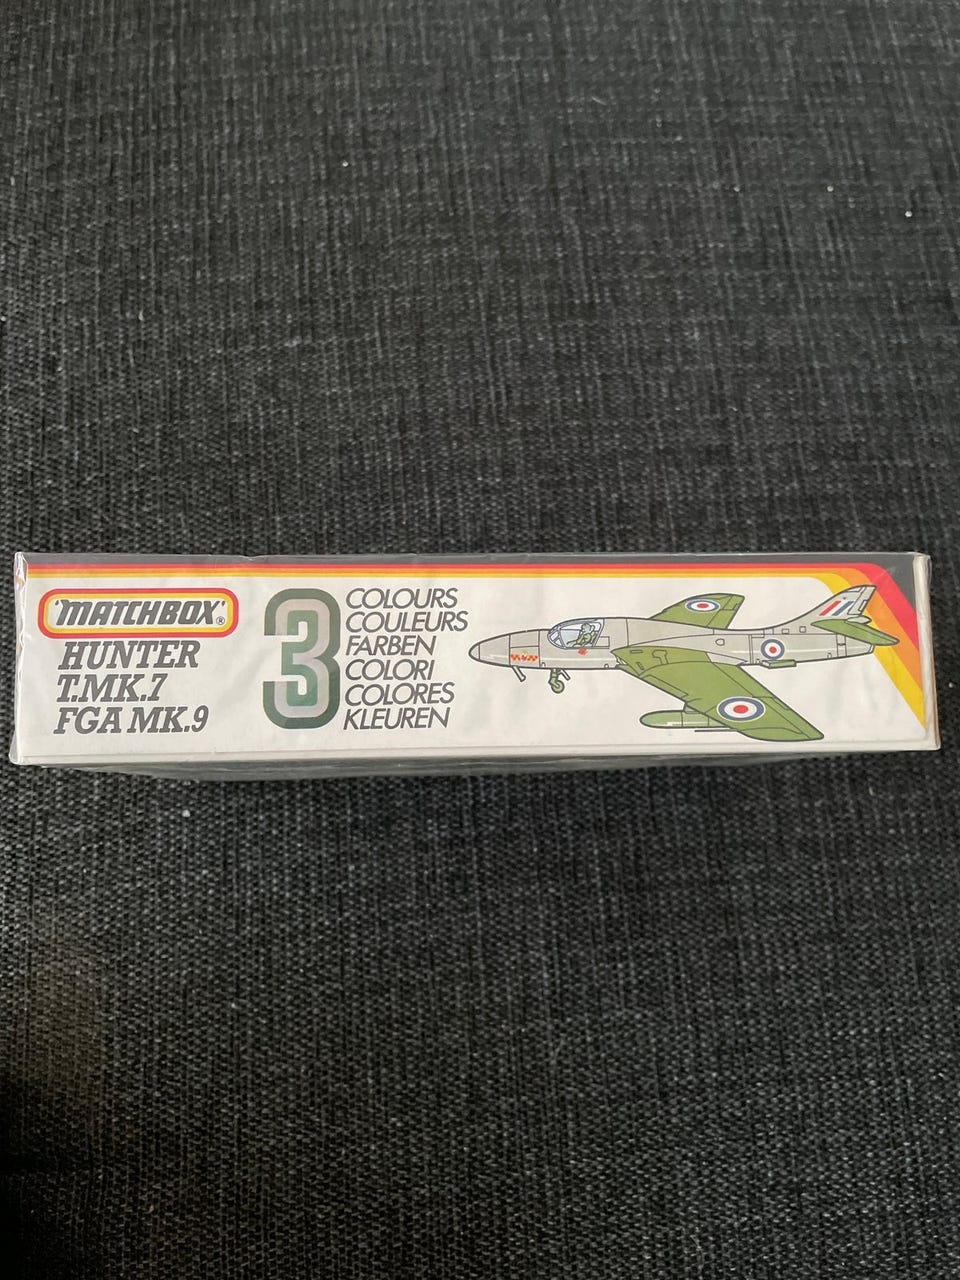 MATCHBOX®
HUNTER
T.MK.7
FGA MK.9
3
COLOURS
COULEURS
FARBEN
COLORI
COLORES
KLEUREN